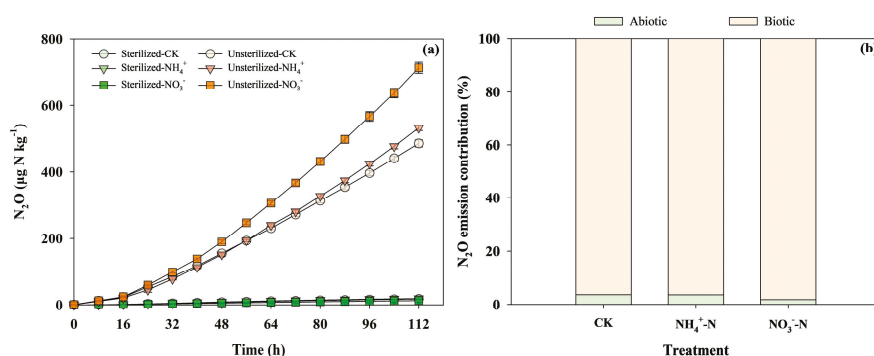 Abiotic Biotic
(a)
Sterilized-CK Unsterilized-CK
Sterilized-NH₄⁺ Unsterilized-NH₄⁺
Sterilized-NO₃⁻ Unsterilized-NO₃⁻
N₂O (µg N kg⁻¹)
800
600
400
200
0
0 16 32 48 64 80 96 112
Time (h)
(b)
N₂O emission contribution (%)
100
80
60
40
20
0
CK NH₄⁺-N NO₃⁻-N
Treatment